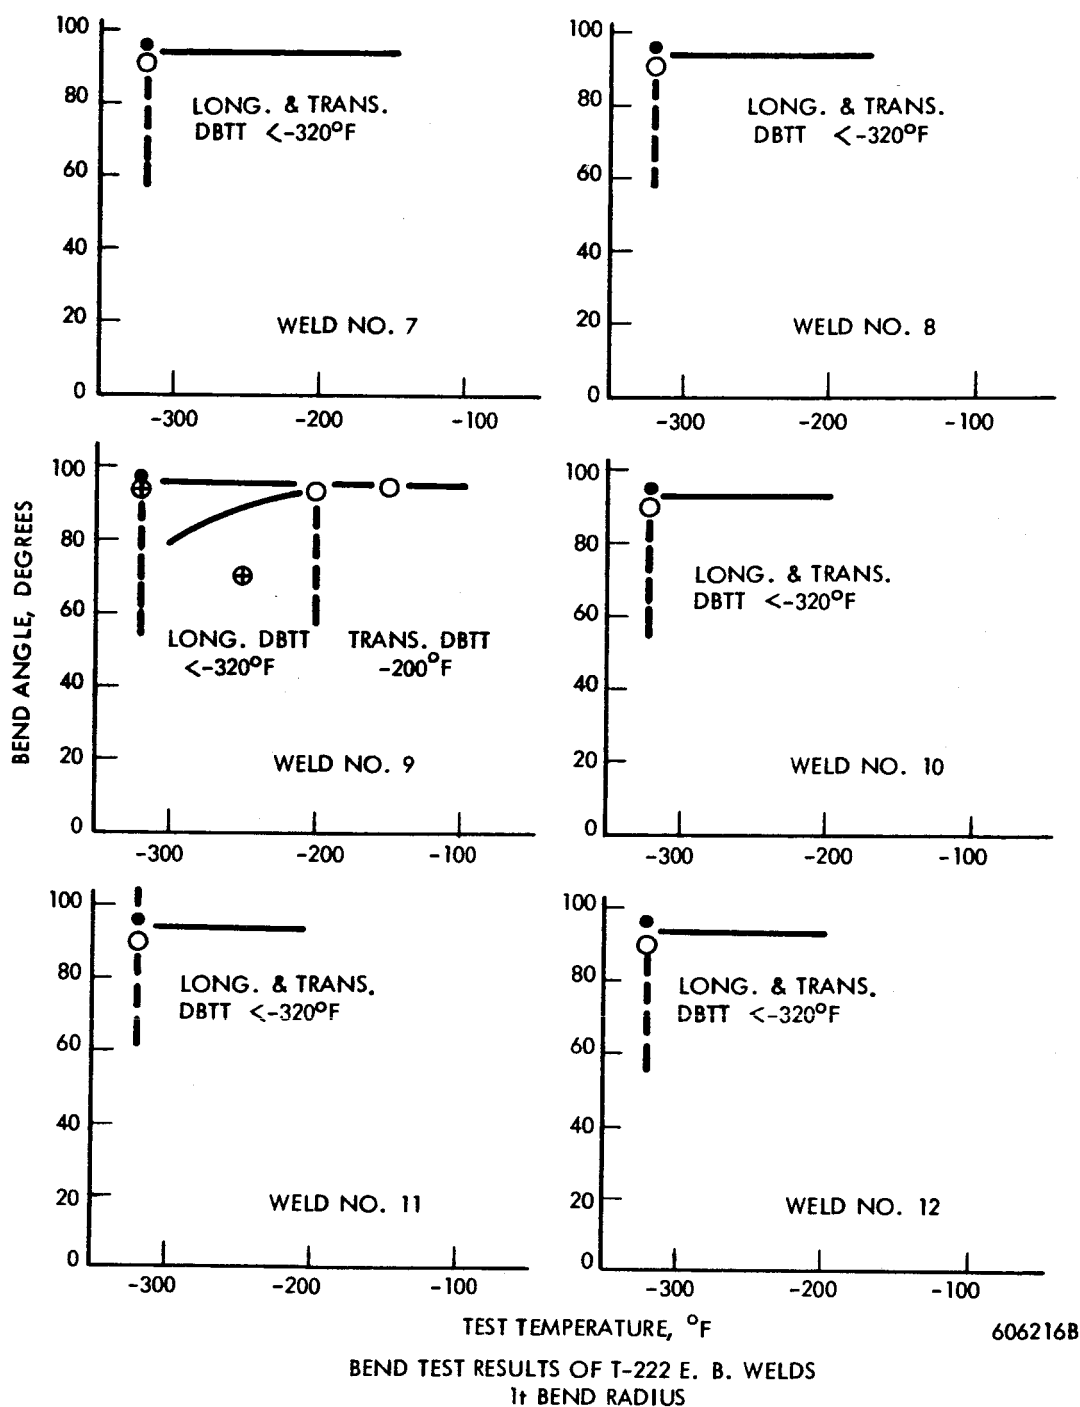 100
80
60
40
20
0
LONG. & TRANS.
DBTT <-320°F
WELD NO. 7
-300 -200 -100
100
80
60
40
20
0
LONG. & TRANS.
DBTT <-320°F
WELD NO. 8
-300 -200 -100
BEND ANGLE, DEGREES
100
80
60
40
20
0
LONG. DBTT
<-320°F
TRANS. DBTT
-200°F
WELD NO. 9
-300 -200 -100
100
80
60
40
20
0
LONG. & TRANS.
DBTT <-320°F
WELD NO. 10
-300 -200 -100
100
80
60
40
20
0
LONG. & TRANS.
DBTT <-320°F
WELD NO. 11
-300 -200 -100
100
80
60
40
20
0
LONG. & TRANS.
DBTT <-320°F
WELD NO. 12
-300 -200 -100
TEST TEMPERATURE, °F
606216B
BEND TEST RESULTS OF T-222 E. B. WELDS
1t BEND RADIUS